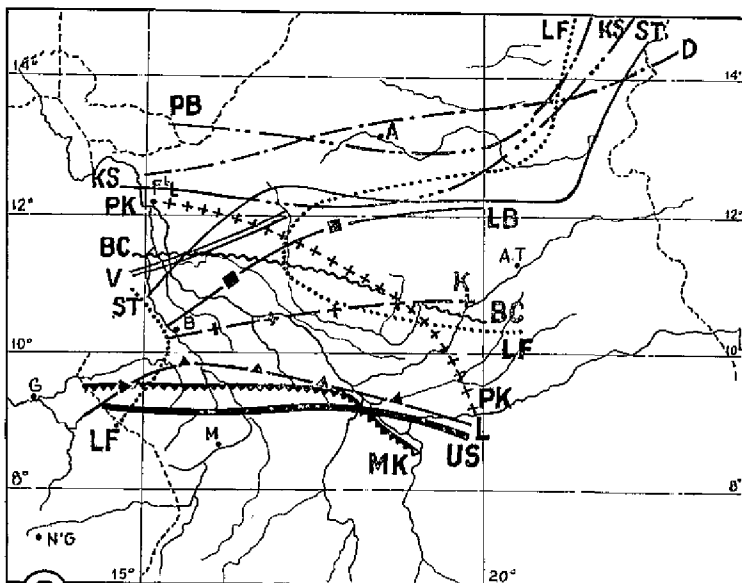 LF KS ST D
14° 14°
PB
A
KS F^tL
PK
12° 12°
LB
BC
V
A.T
K
ST
BC
B
LF
10° 10°
G
PK
L
LF
M
US
MK
8° 8°
N'G
15° 20°